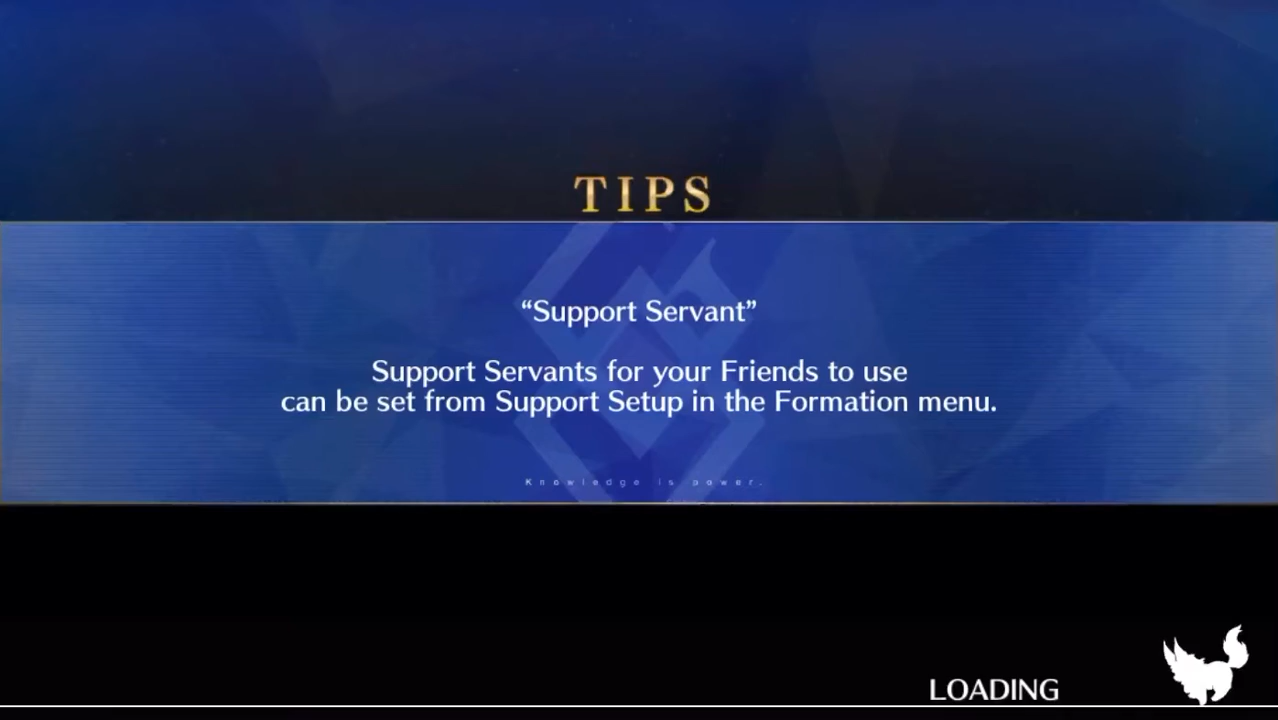 TIPS
“Support Servant”
Support Servants for your Friends to use
can be set from Support Setup in the Formation menu.
Knowledge is power.
LOADING